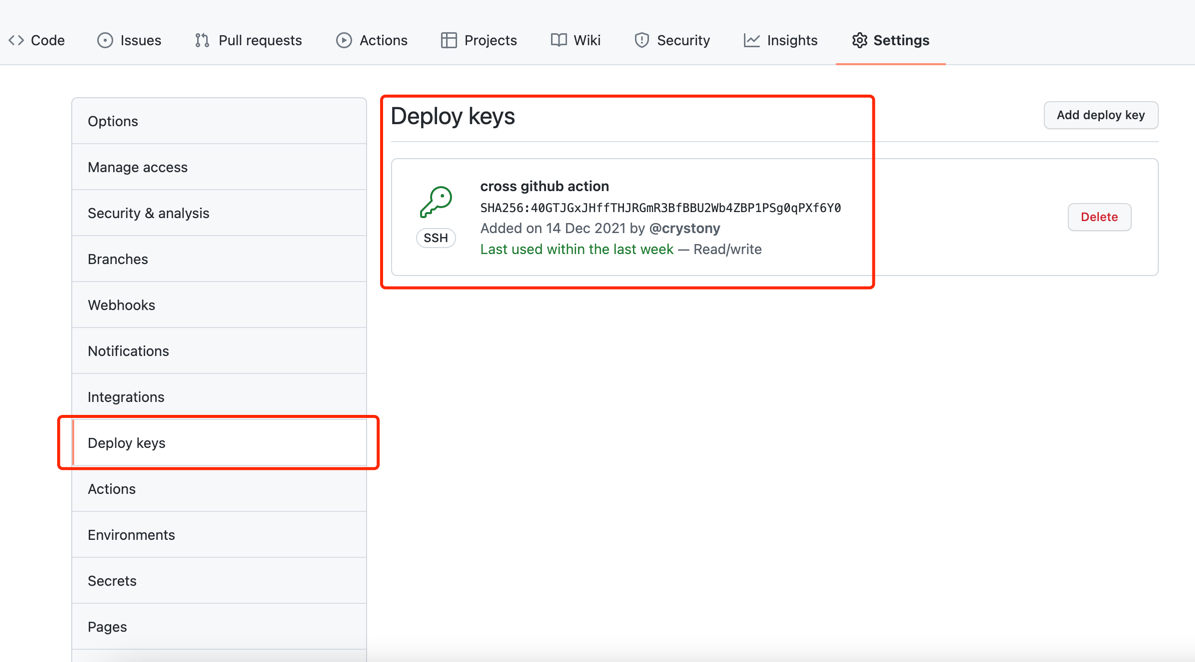 Code Issues Pull requests Actions Projects Wiki Security Insights Settings
Options
Manage access
Security & analysis
Branches
Webhooks
Notifications
Integrations
Deploy keys
Actions
Environments
Secrets
Pages
Deploy keys
Add deploy key
cross github action
SHA256:40GTJGxJHffTHJRGmR3BfBBU2Wb4ZBP1PSg0qPXf6Y0
Added on 14 Dec 2021 by @crystony
Last used within the last week — Read/write
SSH
Delete